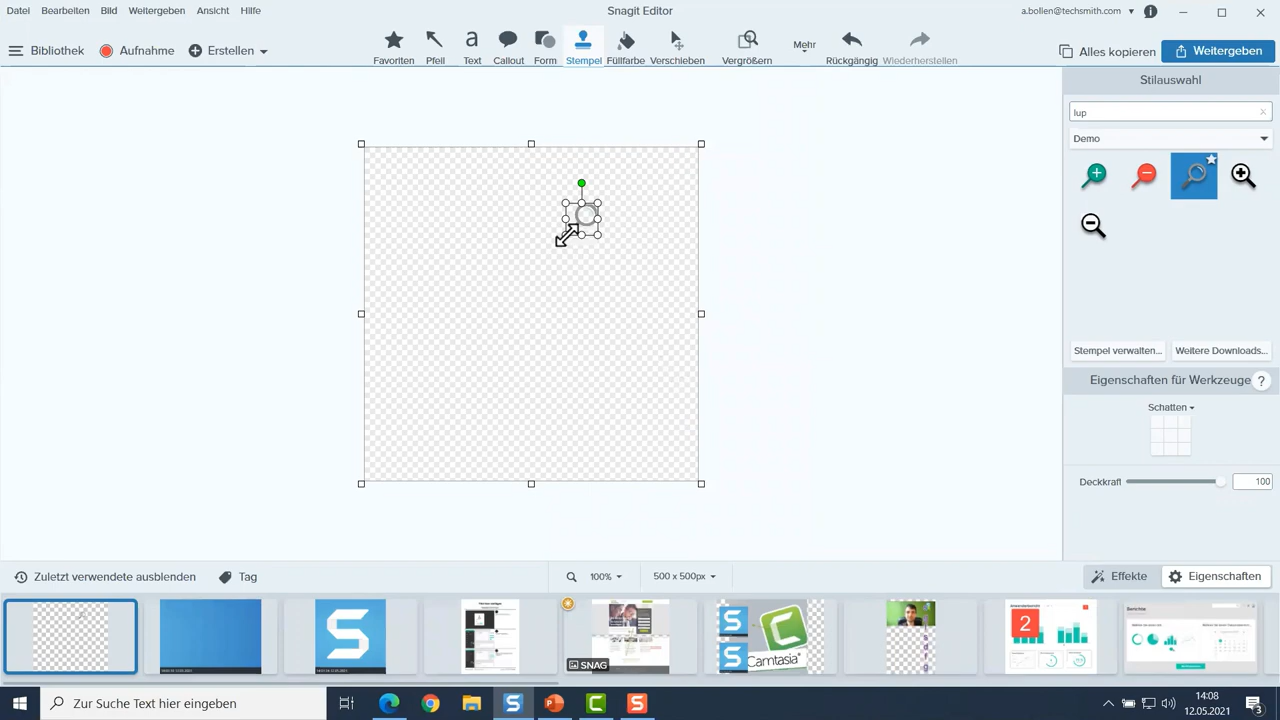 Datei Bearbeiten Bild Weitergeben Ansicht Hilfe
Snagit Editor
a.bollen@techsmith.com
Bibliothek Aufnahme Erstellen
Favoriten Pfeil Text Callout Form Stempel Füllfarbe Verschieben Vergrößern Mehr Rückgängig Wiederherstellen
Alles kopieren Weitergeben
Stilauswahl
lup
Demo
Stempel verwalten... Weitere Downloads...
Eigenschaften für Werkzeuge ?
Schatten
Deckkraft 100
Zuletzt verwendete ausblenden Tag
100% 500 x 500px
Effekte Eigenschaften
SNAG
Camtasia
2
Berichte
Zur Suche Text hier eingeben
14:08
12.05.2021
3